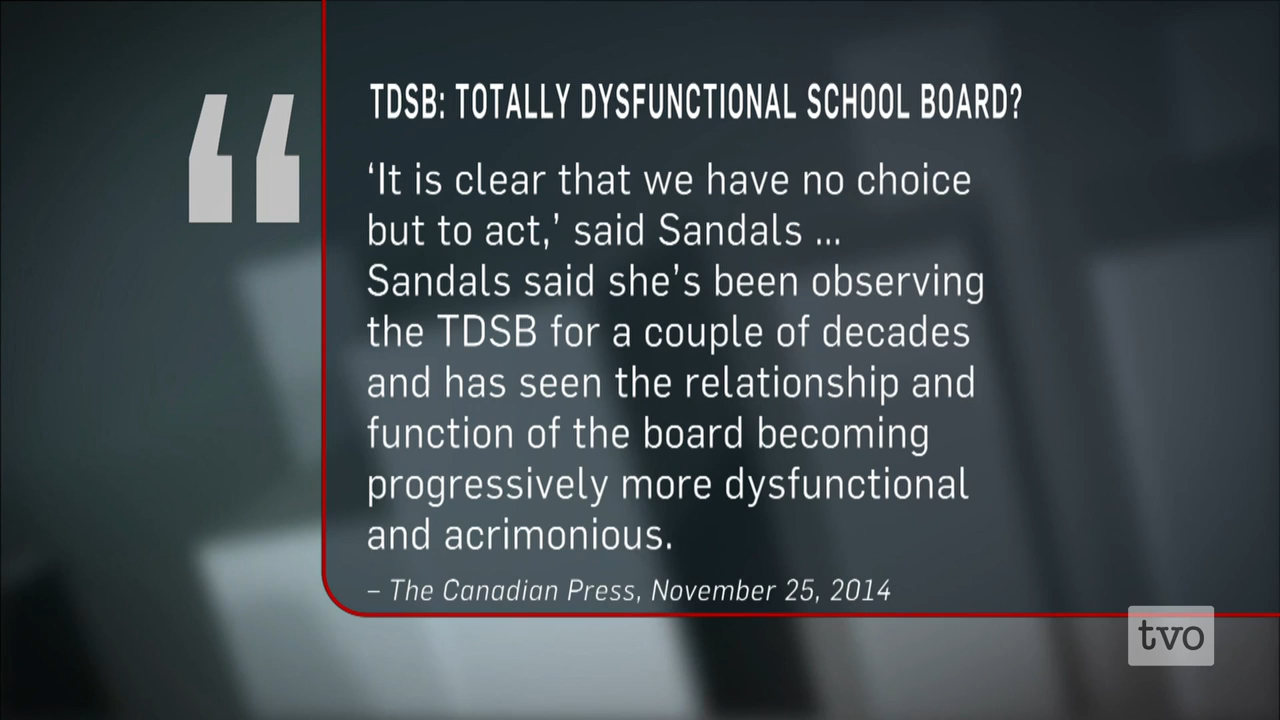 “
TDSB: TOTALLY DYSFUNCTIONAL SCHOOL BOARD?
‘It is clear that we have no choice
but to act,’ said Sandals ...
Sandals said she’s been observing
the TDSB for a couple of decades
and has seen the relationship and
function of the board becoming
progressively more dysfunctional
and acrimonious.
– The Canadian Press, November 25, 2014
tvo